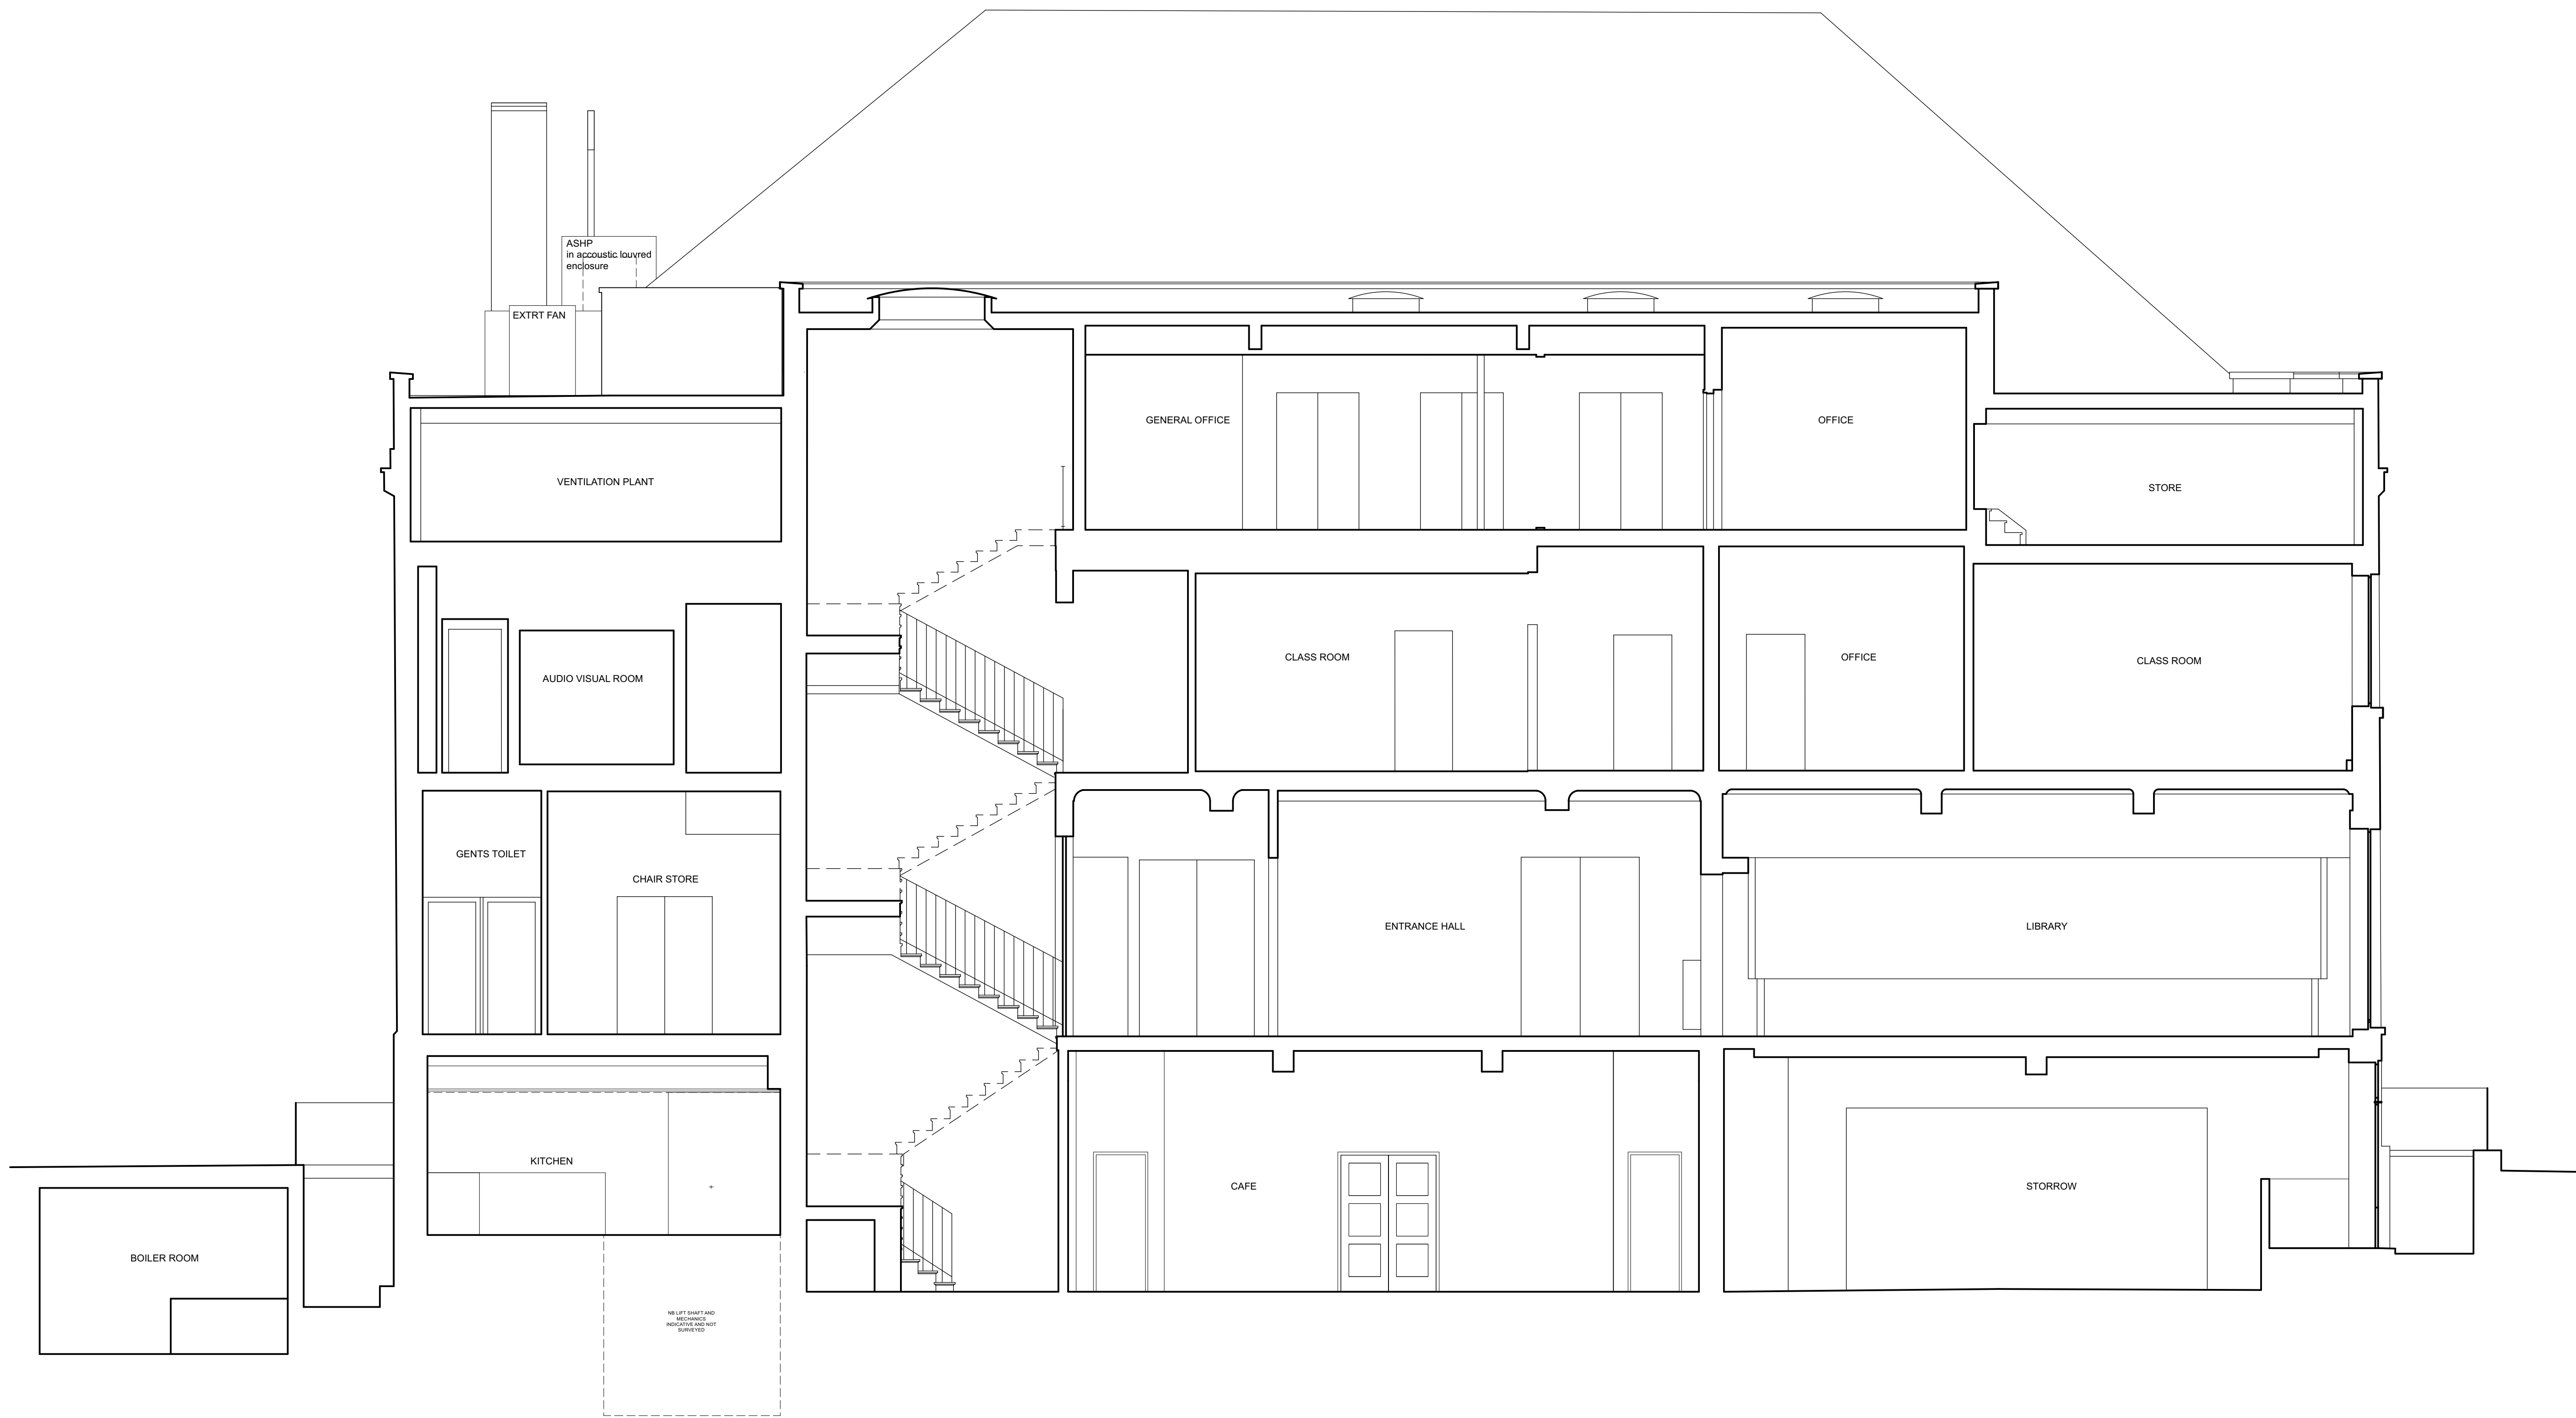 ASHP
in accoustic louvred
enclosure
EXTRT FAN
GENERAL OFFICE
OFFICE
VENTILATION PLANT
STORE
CLASS ROOM
OFFICE
CLASS ROOM
AUDIO VISUAL ROOM
GENTS TOILET
CHAIR STORE
ENTRANCE HALL
LIBRARY
KITCHEN
CAFE
STORROW
BOILER ROOM
NB LIFT SHAFT AND
MECHANICS
INDICATIVE AND NOT
SURVEYED